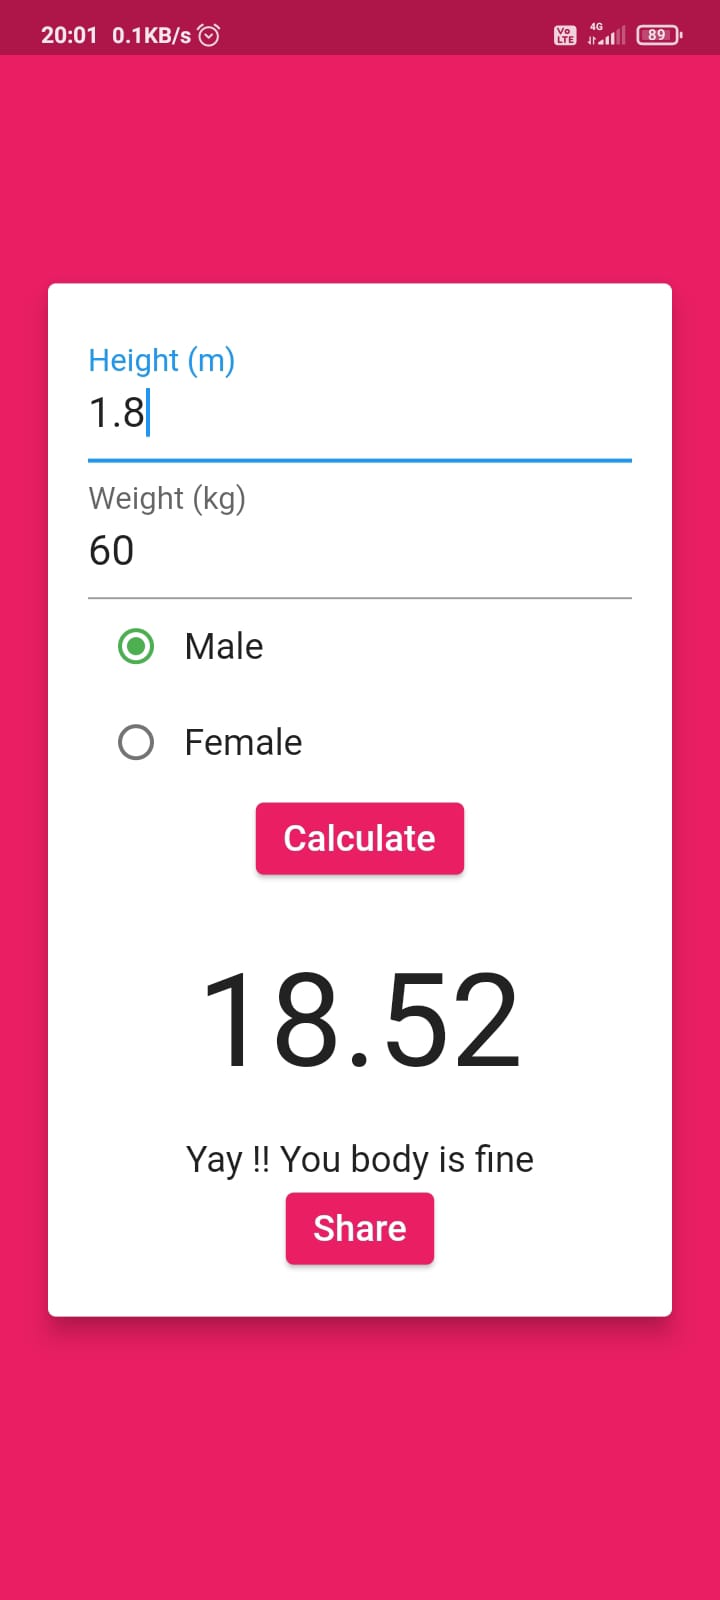 20:01 0.1KB/s Vo LTE 4G 89
Height (m)
1.8
Weight (kg)
60
Male
Female
Calculate
18.52
Yay !! You body is fine
Share